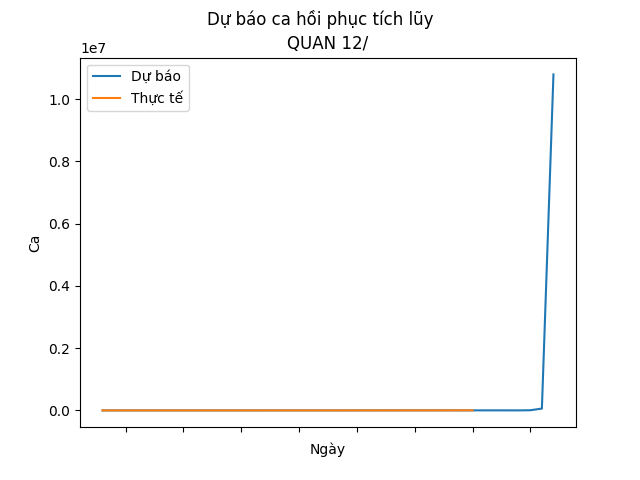 Dự báo ca hồi phục tích lũy
QUAN 12/
1e7
Dự báo
Thực tế
1.0
0.8
0.6
0.4
0.2
0.0
Ca
Ngày